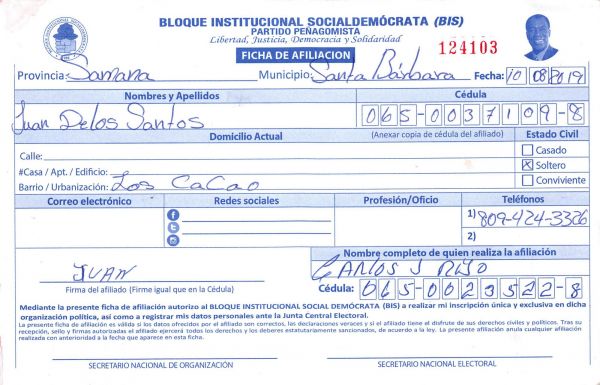 BLOQUE INSTITUCIONAL SOCIALDEMÓCRATA (BIS)
PARTIDO PEÑAGOMISTA
Libertad, Justicia, Democracia y Solidaridad
FICHA DE AFILIACION
124103
Provincia: Samana Municipio: Santa Bárbara Fecha: 10 08 2019
Nombres y Apellidos Cédula
Juan Delos Santos 065-0037109-8
Domicilio Actual (Anexar copia de cédula del afiliado) Estado Civil
Calle: Casado
#Casa / Apt. / Edificio: Soltero
Barrio / Urbanización: Los CaCao Conviviente
Correo electrónico Redes sociales Profesión/Oficio Teléfonos
1) 809-424-3326
2)
Nombre completo de quien realiza la afiliación
JUAN CARLOS J RIJO
Firma del afiliado (Firme igual que en la Cédula) Cédula: 065-0023522-8
Mediante la presente ficha de afiliación autorizo al BLOQUE INSTITUCIONAL SOCIAL DEMÓCRATA (BIS) a realizar mi inscripción única y exclusiva en dicha
organización política, así como a registrar mis datos personales ante la Junta Central Electoral.
La presente ficha de afiliación es válida si los datos ofrecidos por el afiliado son correctos, las declaraciones veraces y si el afiliado tiene el disfrute de sus derechos civiles y políticos. Tras su
recepción, sello y firmas autorizadas el afiliado ejercerá todos los derechos y los deberes estatutariamente sancionados, de acuerdo a la ley. La presente afiliación anula cualquier afiliación
realizada con anterioridad a la fecha que aparece en esta ficha.
SECRETARIO NACIONAL DE ORGANIZACIÓN SECRETARIO NACIONAL ELECTORAL